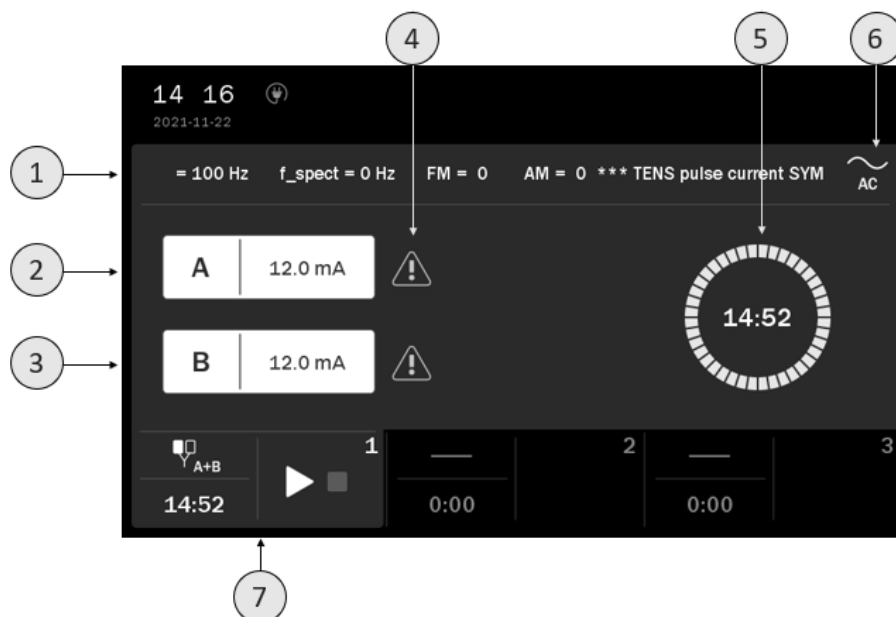 4 5 6
14 16
2021-11-22
1 = 100 Hz f_spect = 0 Hz FM = 0 AM = 0 *** TENS pulse current SYM AC
2 A 12.0 mA
14:52
3 B 12.0 mA
A+B 1 2 3
14:52 0:00 0:00
7